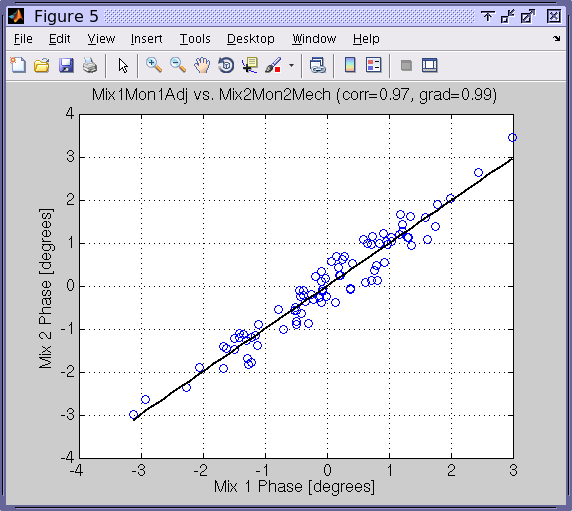 Figure 5
File Edit View Insert Tools Desktop Window Help
Mix1Mon1Adj vs. Mix2Mon2Mech (corr=0.97, grad=0.99)
4
3
2
1
0
-1
-2
-3
-4
Mix 2 Phase [degrees]
-4 -3 -2 -1 0 1 2 3
Mix 1 Phase [degrees]